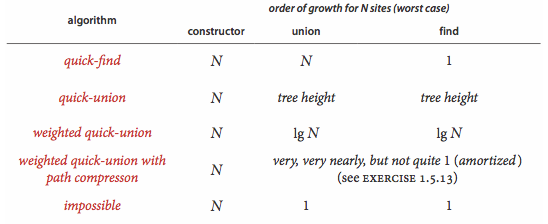 order of growth for N sites (worst case)
algorithm
constructor union find
quick-find N N 1
quick-union N tree height tree height
weighted quick-union N lg N lg N
weighted quick-union with very, very nearly, but not quite 1 (amortized)
path compresson N (see EXERCISE 1.5.13)
impossible N 1 1